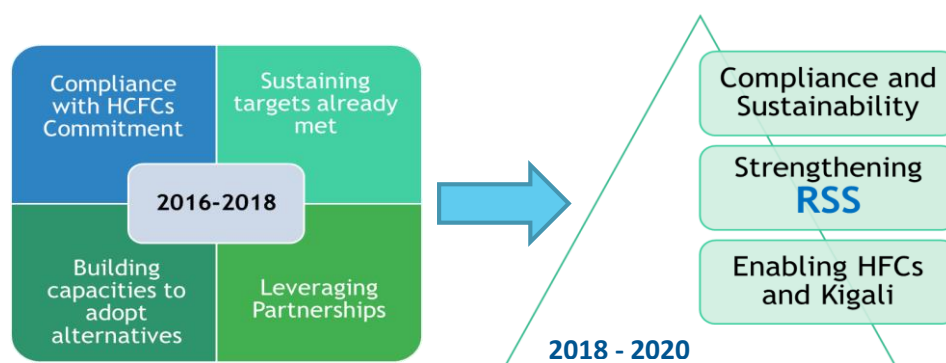 Compliance
with HCFCs
Commitment
Sustaining
targets already
met
2016-2018
Building
capacities to
adopt
alternatives
Leveraging
Partnerships
Compliance and
Sustainability
Strengthening
RSS
Enabling HFCs
and Kigali
2018 - 2020